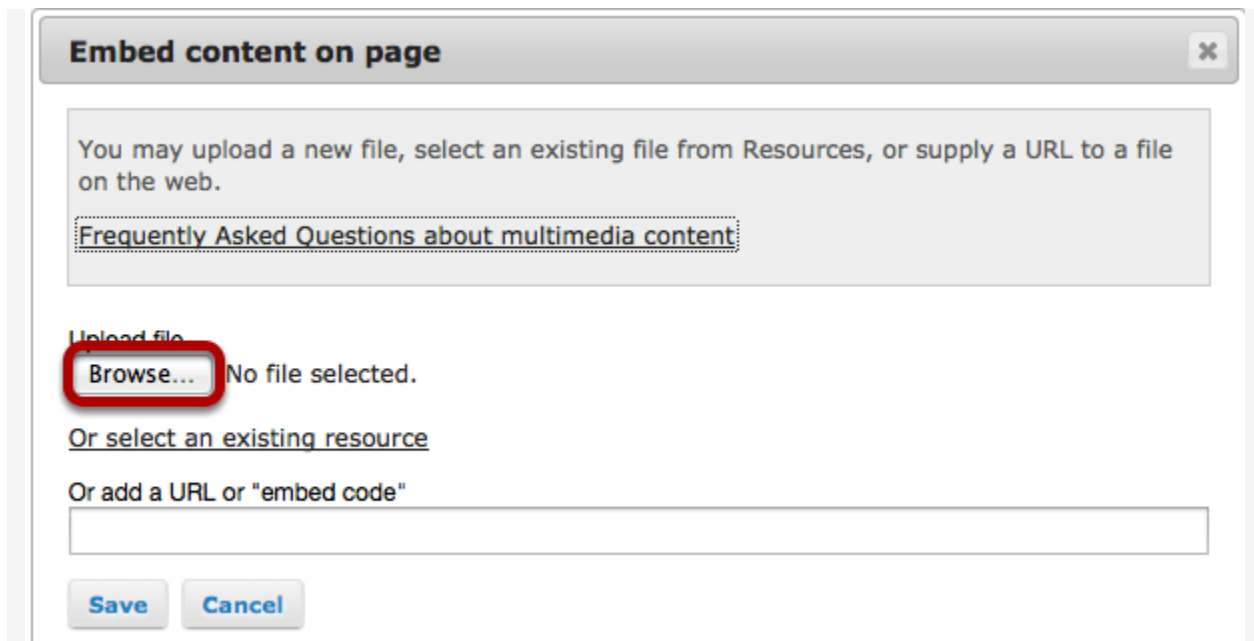 Embed content on page
You may upload a new file, select an existing file from Resources, or supply a URL to a file
on the web.
Frequently Asked Questions about multimedia content
Upload file
Browse... No file selected.
Or select an existing resource
Or add a URL or "embed code"
Save Cancel